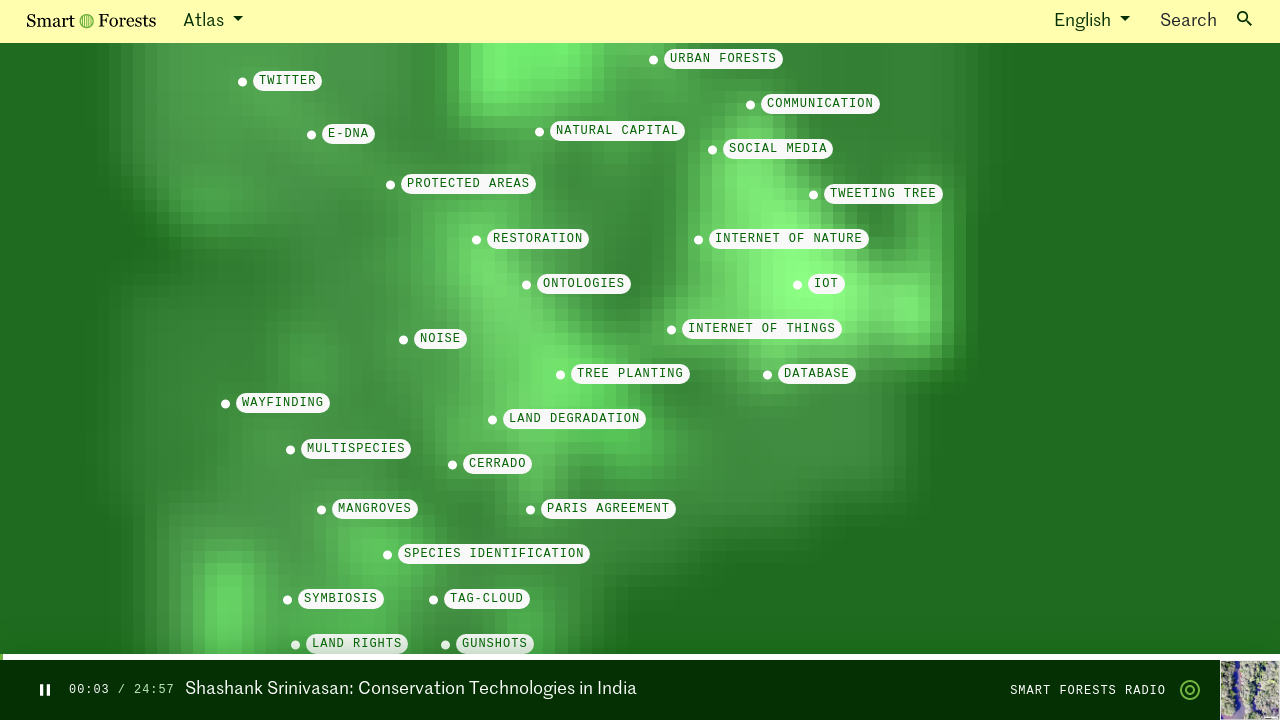 Smart Forests
Atlas
English
Search
URBAN FORESTS
TWITTER
COMMUNICATION
E-DNA
NATURAL CAPITAL
SOCIAL MEDIA
PROTECTED AREAS
TWEETING TREE
RESTORATION
INTERNET OF NATURE
ONTOLOGIES
IOT
INTERNET OF THINGS
NOISE
TREE PLANTING
DATABASE
WAYFINDING
LAND DEGRADATION
MULTISPECIES
CERRADO
MANGROVES
PARIS AGREEMENT
SPECIES IDENTIFICATION
SYMBIOSIS
TAG-CLOUD
LAND RIGHTS
GUNSHOTS
00:03 / 24:57
Shashank Srinivasan: Conservation Technologies in India
SMART FORESTS RADIO